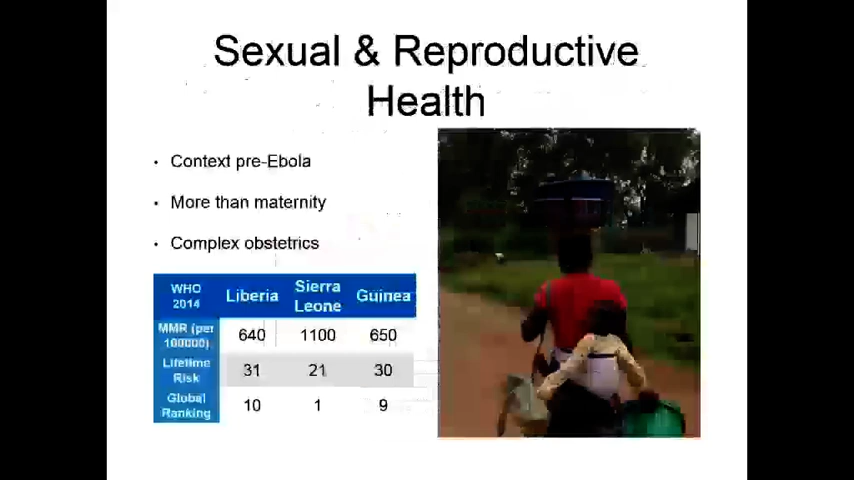 Sexual & Reproductive
Health
• Context pre-Ebola
• More than maternity
• Complex obstetrics
WHO 2014 Liberia Sierra Leone Guinea
MMR (per 100000) 640 1100 650
Lifetime Risk 31 21 30
Global Ranking 10 1 9